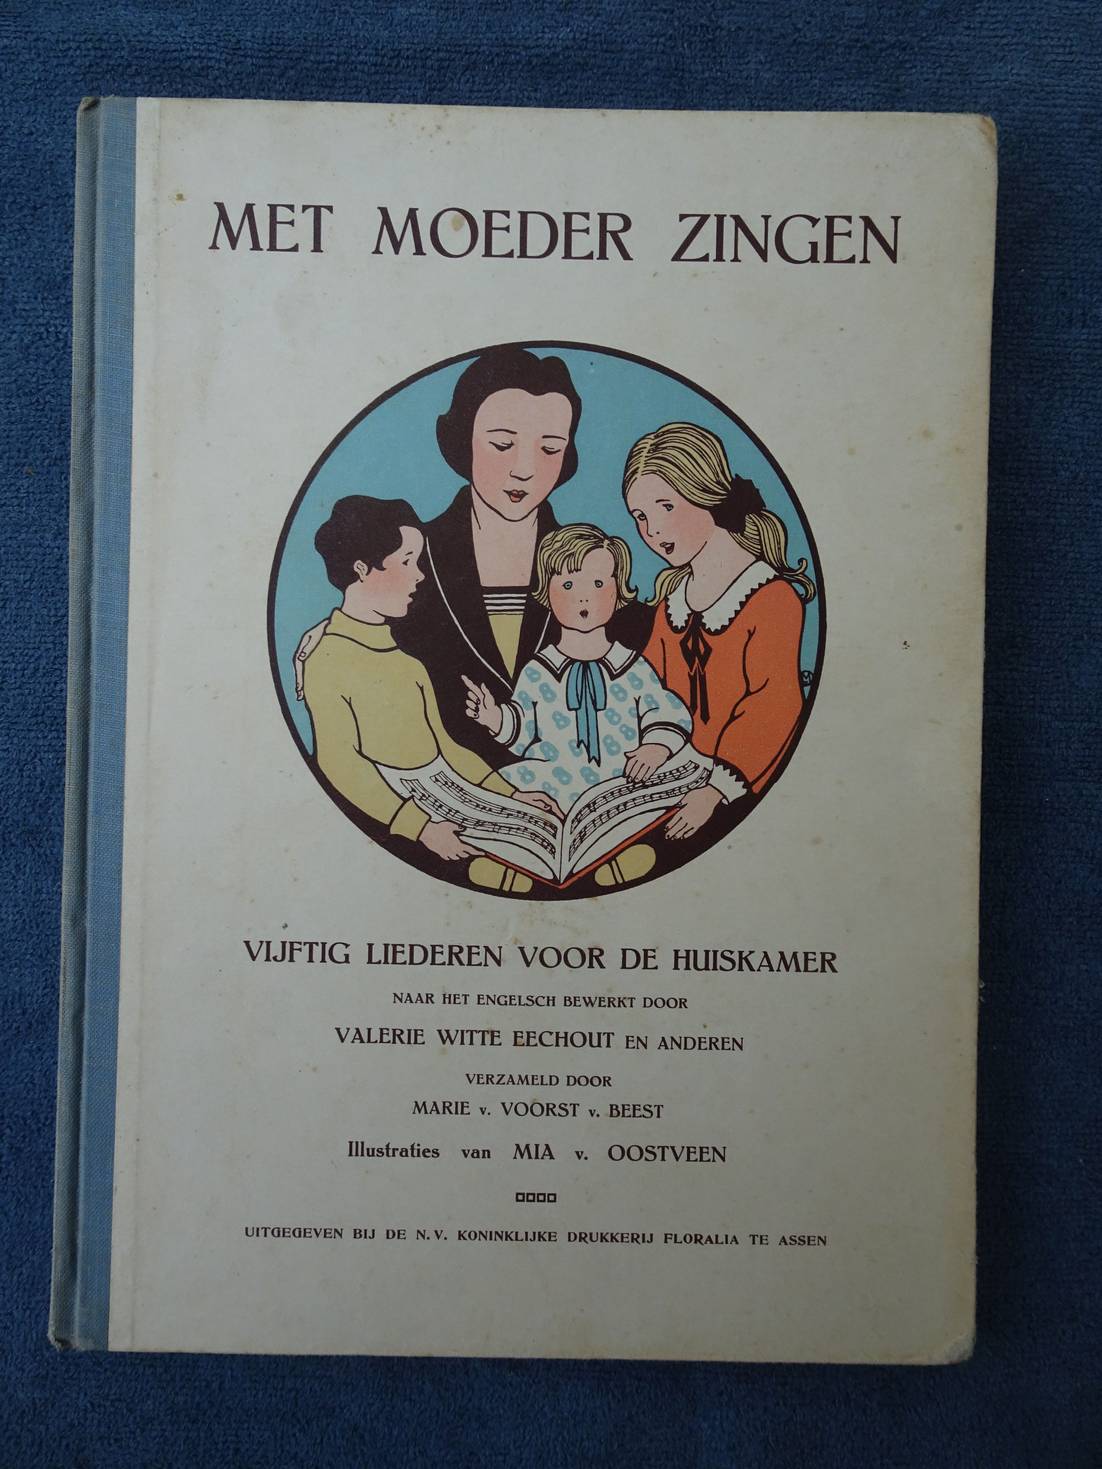 MET MOEDER ZINGEN
VIJFTIG LIEDEREN VOOR DE HUISKAMER
NAAR HET ENGELSCH BEWERKT DOOR
VALERIE WITTE EECHOUT EN ANDEREN
VERZAMELD DOOR
MARIE v. VOORST v. BEEST
Illustraties van MIA v. OOSTVEEN
UITGEGEVEN BIJ DE N.V. KONINKLIJKE DRUKKERIJ FLORALIA TE ASSEN